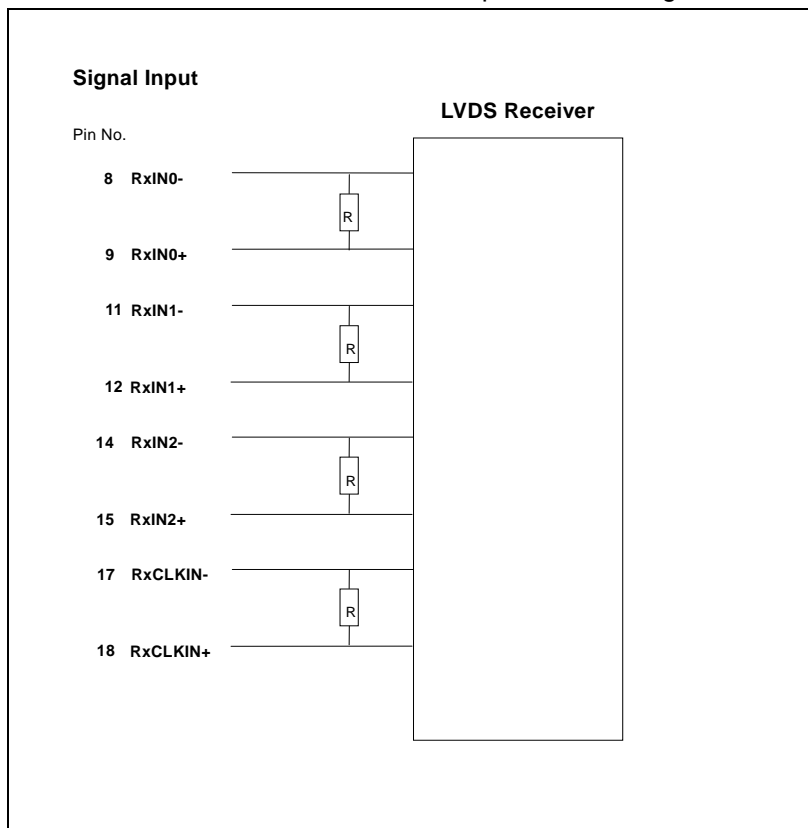 Signal Input
LVDS Receiver
Pin No.
8 RxIN0-
R
9 RxIN0+
11 RxIN1-
R
12 RxIN1+
14 RxIN2-
R
15 RxIN2+
17 RxCLKIN-
R
18 RxCLKIN+